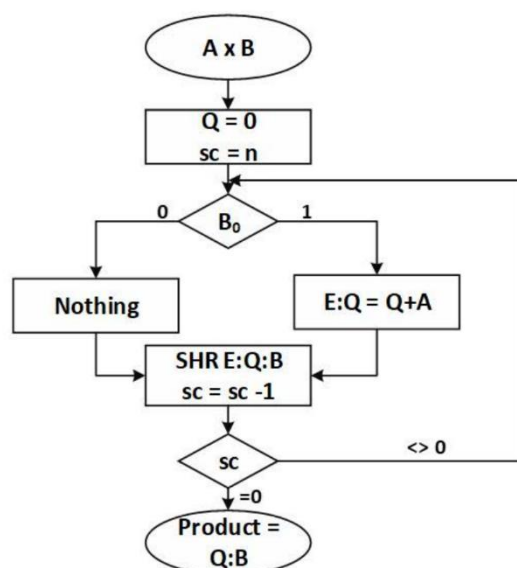 A x B
Q = 0
sc = n
0
B₀
1
Nothing
E:Q = Q+A
SHR E:Q:B
sc = sc -1
sc
<> 0
=0
Product =
Q:B